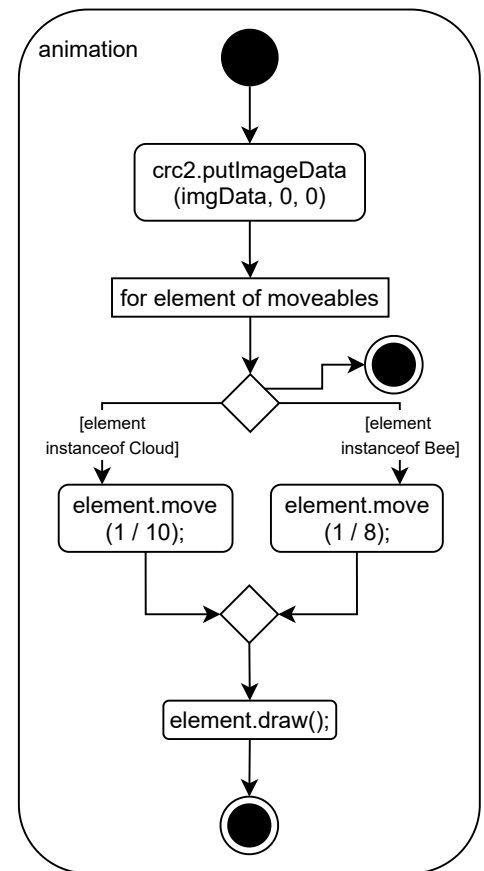 animation
crc2.putImageData
(imgData, 0, 0)
for element of moveables
[element
instanceof Cloud]
[element
instanceof Bee]
element.move
(1 / 10);
element.move
(1 / 8);
element.draw();